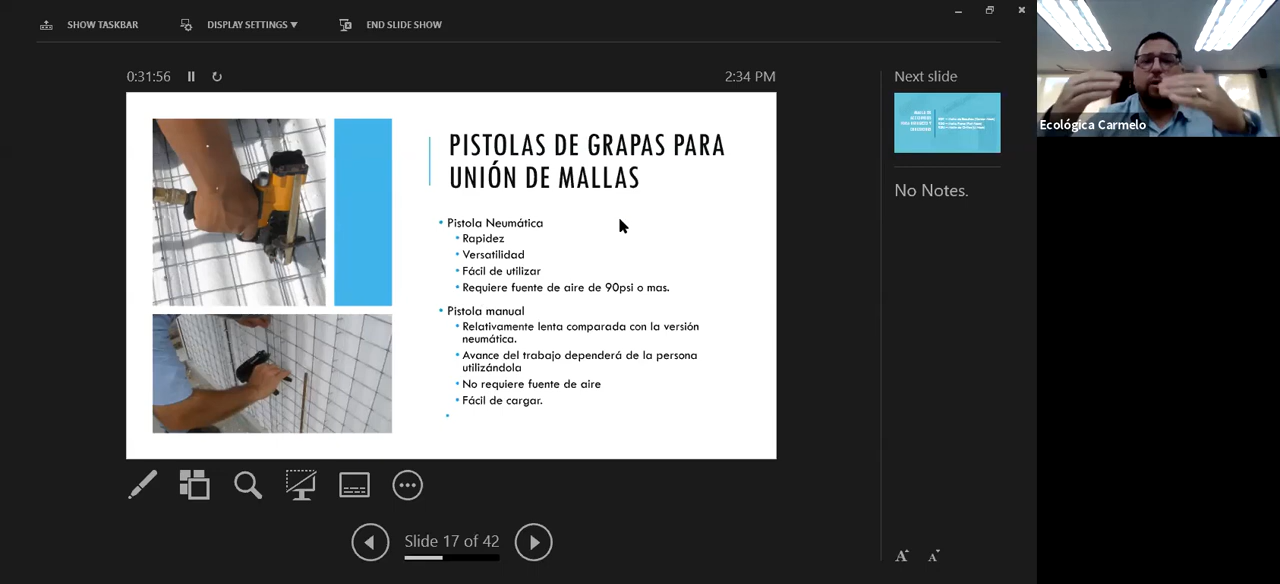 SHOW TASKBAR
DISPLAY SETTINGS ▼
END SLIDE SHOW
0:31:56
2:34 PM
PISTOLAS DE GRAPAS PARA
UNIÓN DE MALLAS
• Pistola Neumática
• Rapidez
• Versatilidad
• Fácil de utilizar
• Requiere fuente de aire de 90psi o mas.
• Pistola manual
• Relativamente lenta comparada con la versión
neumática.
• Avance del trabajo dependerá de la persona
utilizándola
• No requiere fuente de aire
• Fácil de cargar.
•
Slide 17 of 42
Next slide
No Notes.
A A
Ecológica Carmelo